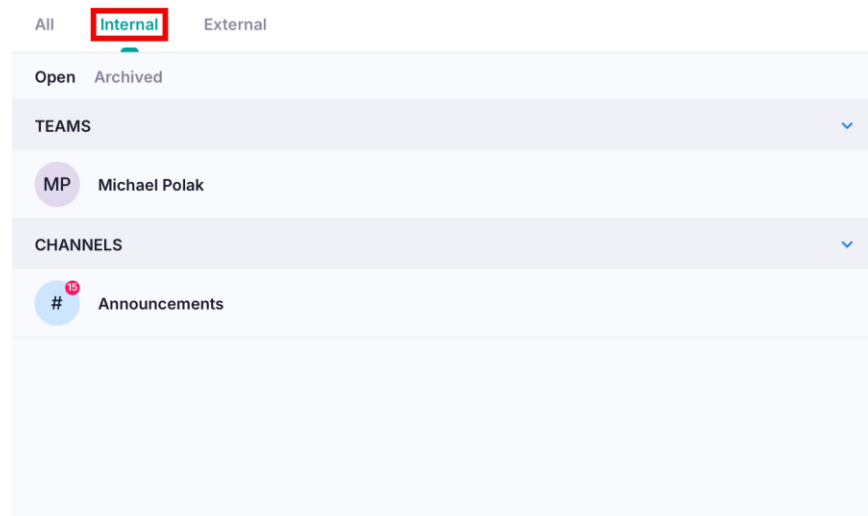 All Internal External
Open Archived
TEAMS
MP Michael Polak
CHANNELS
# 15 Announcements